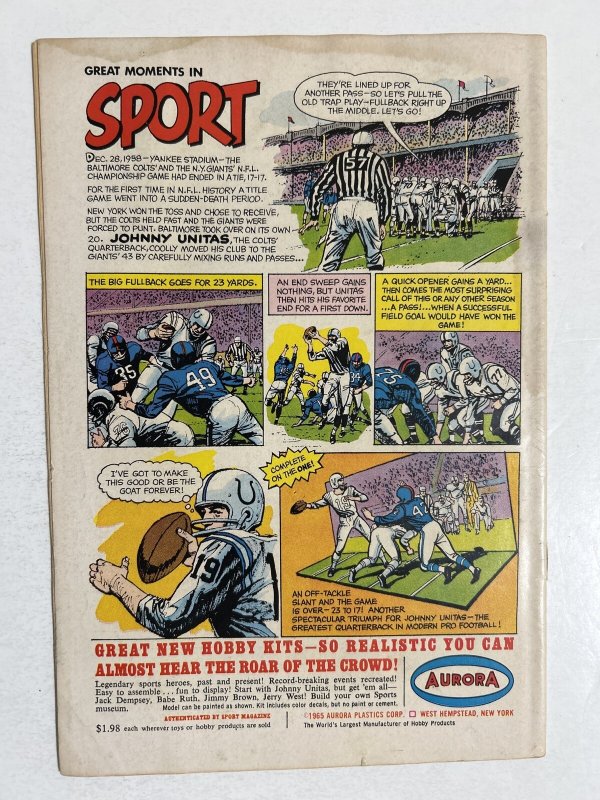 GREAT MOMENTS IN
SPORT
DEC. 28, 1958 - YANKEE STADIUM - THE
BALTIMORE COLTS' AND THE N.Y. GIANTS' N.F.L.
CHAMPIONSHIP GAME HAD ENDED IN A TIE, 17-17.
FOR THE FIRST TIME IN N.F.L. HISTORY A TITLE
GAME WENT INTO A SUDDEN-DEATH PERIOD.
NEW YORK WON THE TOSS AND CHOSE TO RECEIVE,
BUT THE COLTS HELD FAST AND THE GIANTS WERE
FORCED TO PUNT. BALTIMORE TOOK OVER ON ITS OWN
20. JOHNNY UNITAS, THE COLTS'
QUARTERBACK, COOLLY MOVED HIS CLUB TO THE
GIANTS' 43 BY CAREFULLY MIXING RUNS AND PASSES...
THEY'RE LINED UP FOR
ANOTHER PASS - SO LET'S PULL THE
OLD TRAP PLAY - FULLBACK RIGHT UP
THE MIDDLE. LET'S GO!
57
THE BIG FULLBACK GOES FOR 23 YARDS.
35
49
AN END SWEEP GAINS
NOTHING, BUT UNITAS
THEN HITS HIS FAVORITE
END FOR A FIRST DOWN.
84
A QUICK OPENER GAINS A YARD...
THEN COMES THE MOST SURPRISING
CALL OF THIS OR ANY OTHER SEASON
... A PASS!... WHEN A SUCCESSFUL
FIELD GOAL WOULD HAVE WON THE
GAME!
75
77
I'VE GOT TO MAKE
THIS GOOD OR BE THE
GOAT FOREVER!
19
1
COMPLETE
ON THE ONE!
42
AN OFF-TACKLE
SLANT AND THE GAME
IS OVER - 23 TO 17! ANOTHER
SPECTACULAR TRIUMPH FOR JOHNNY UNITAS - THE
GREATEST QUARTERBACK IN MODERN PRO FOOTBALL!
GREAT NEW HOBBY KITS—SO REALISTIC YOU CAN
ALMOST HEAR THE ROAR OF THE CROWD!
Legendary sports heroes, past and present! Record-breaking events recreated!
Easy to assemble . . . fun to display! Start with Johnny Unitas, but get 'em all—
Jack Dempsey, Babe Ruth, Jimmy Brown, Jerry West! Build your own Sports
museum. Model can be painted as shown. Kit includes color decals, but no paint or cement.
AUTHENTICATED BY SPORT MAGAZINE
$1.98 each wherever toys or hobby products are sold
AURORA
©1965 AURORA PLASTICS CORP. □ WEST HEMPSTEAD, NEW YORK
The World's Largest Manufacturer of Hobby Products